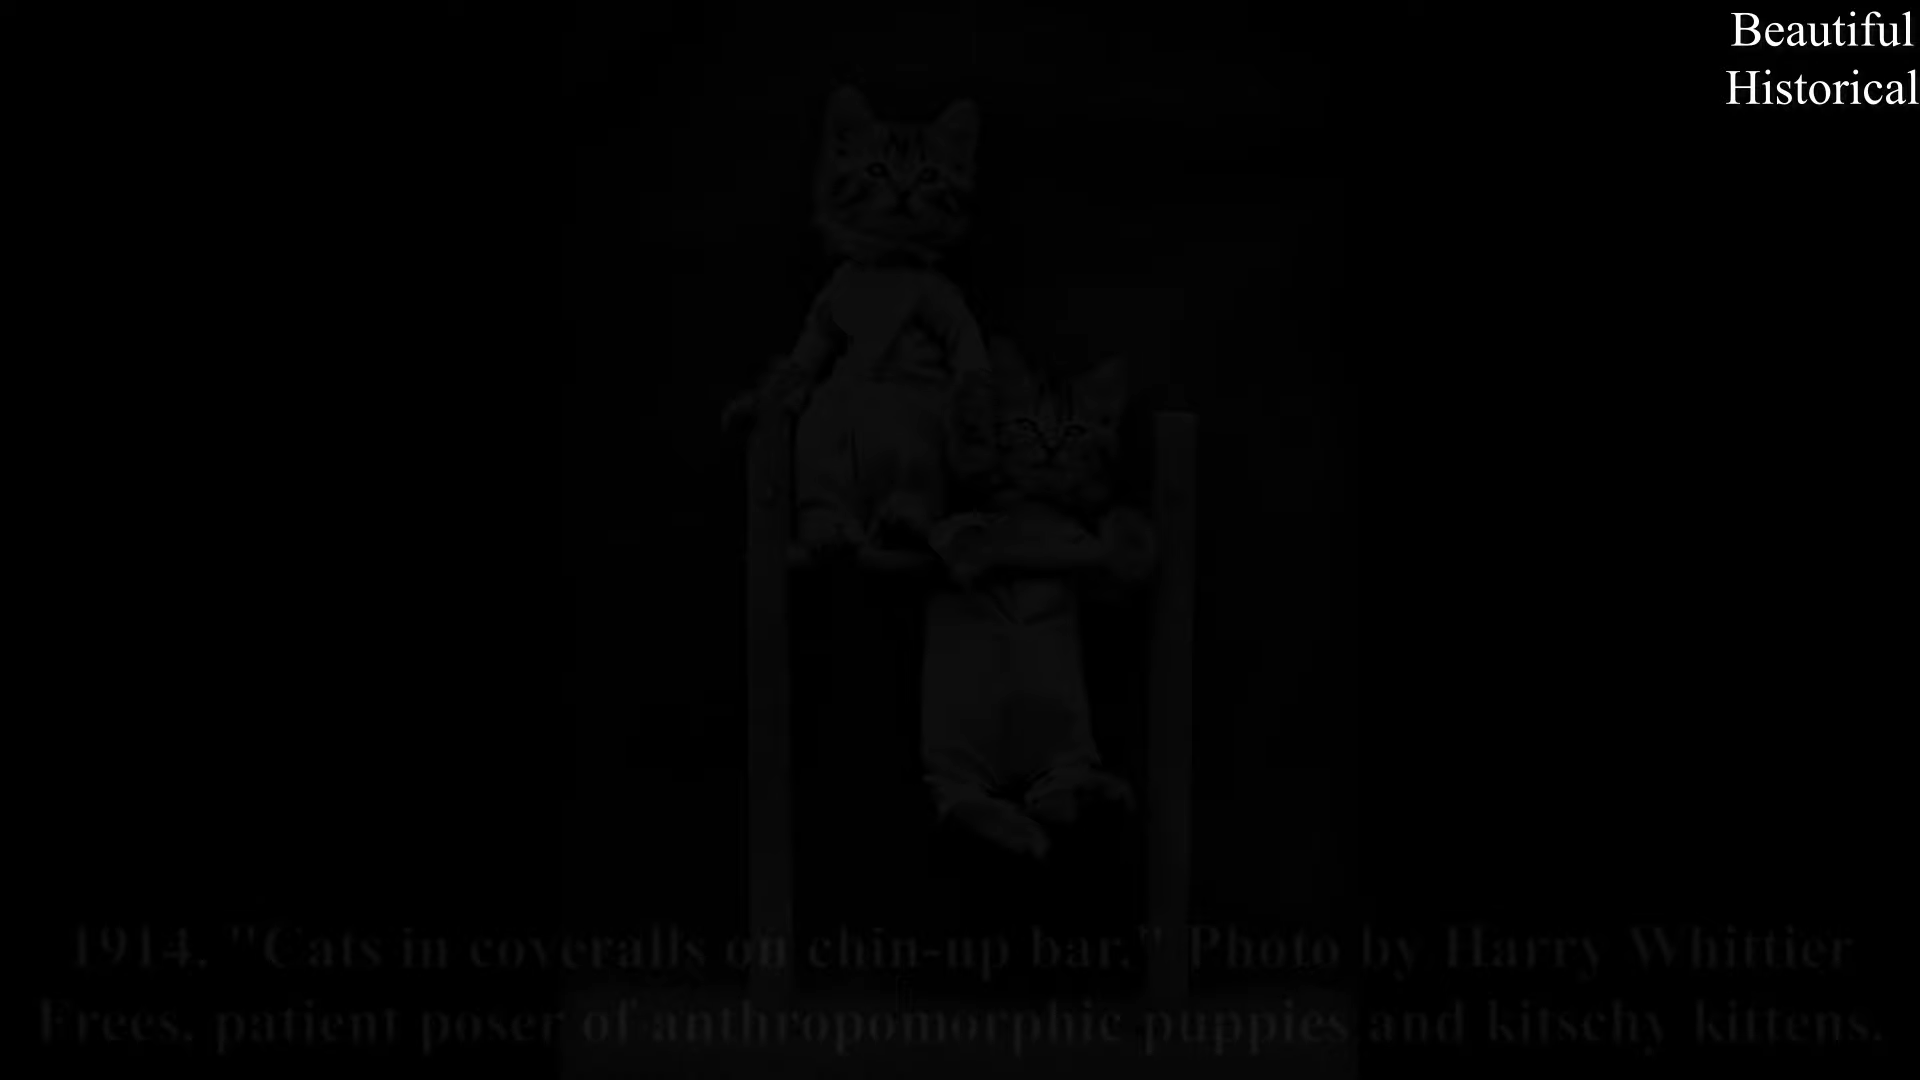 Beautiful
Historical
1914. "Cats in coveralls on chin-up bar." Photo by Harry Whittier
Frees, patient poser of anthropomorphic puppies and kitschy kittens.